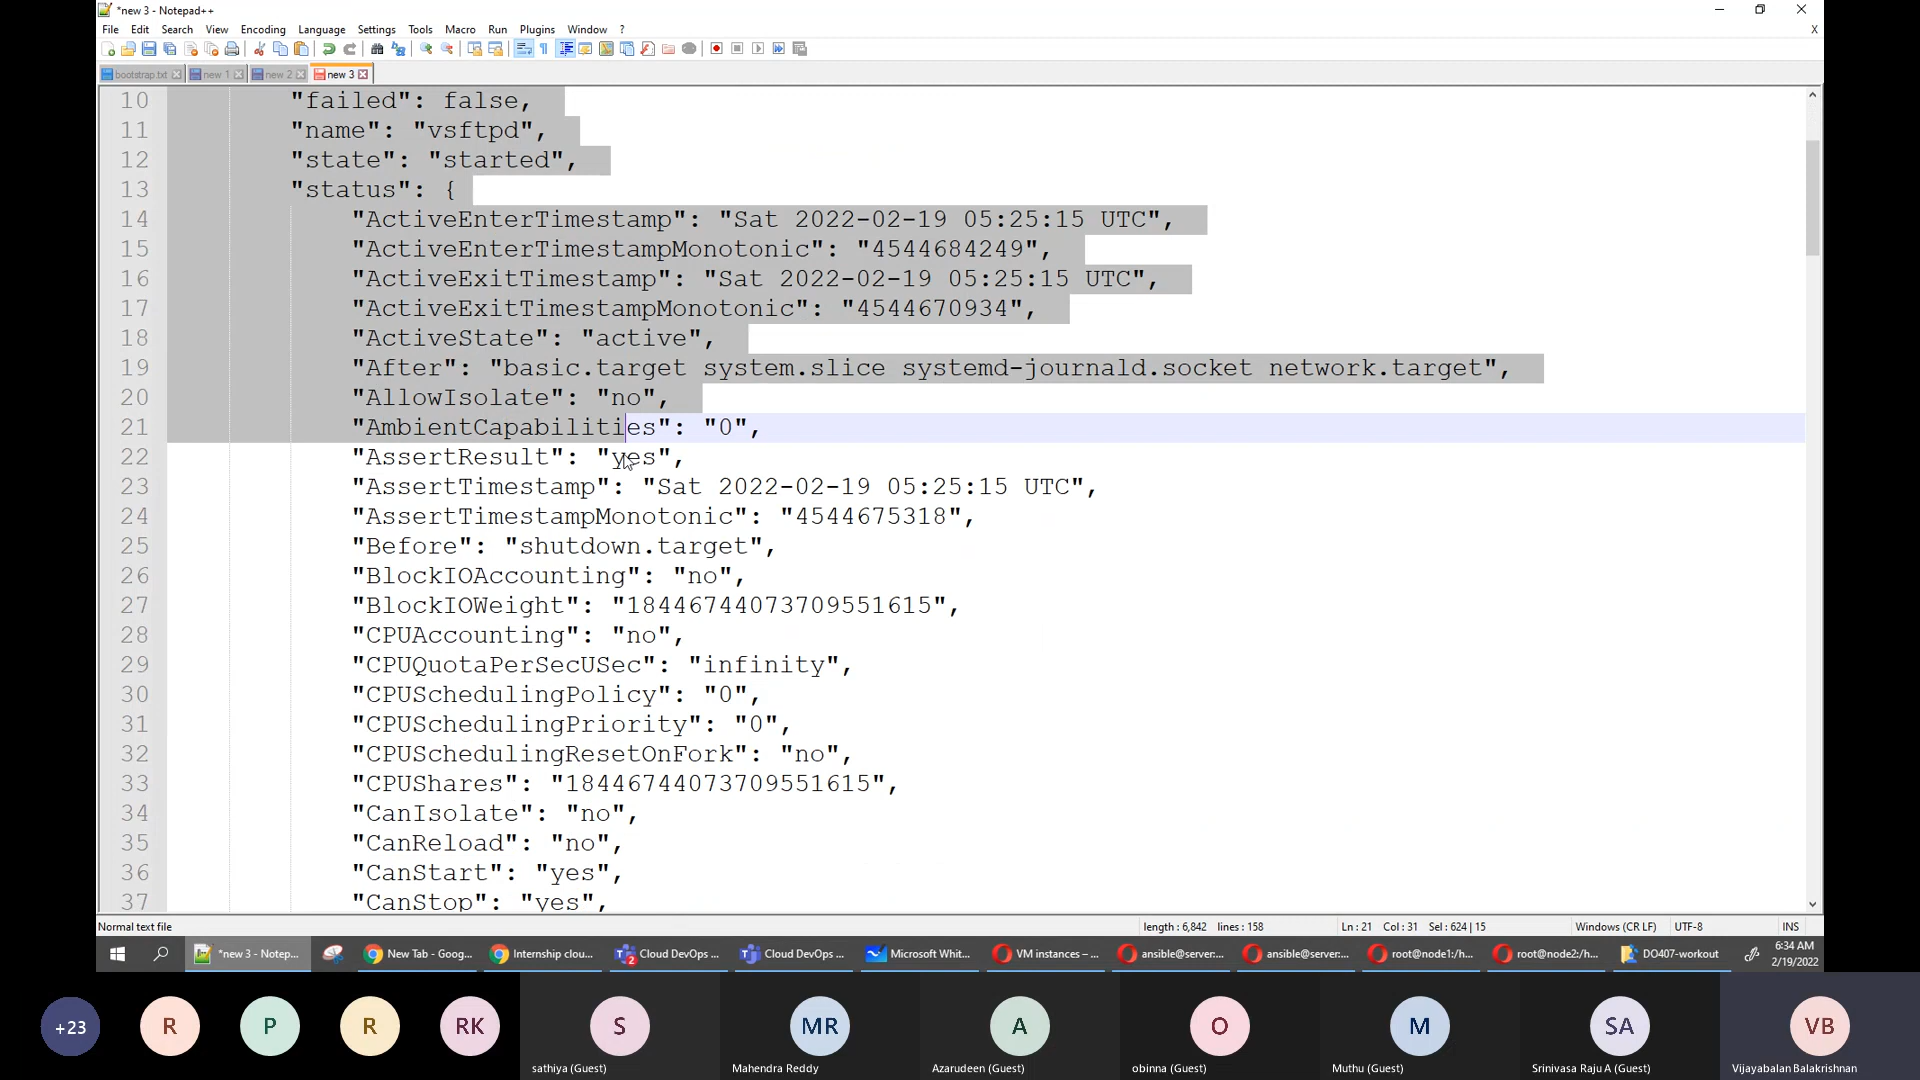 *new 3 - Notepad++
File Edit Search View Encoding Language Settings Tools Macro Run Plugins Window ? X
bootstrap.txt new 1 new 2 new 3
10 "failed": false,
11 "name": "vsftpd",
12 "state": "started",
13 "status": {
14 "ActiveEnterTimestamp": "Sat 2022-02-19 05:25:15 UTC",
15 "ActiveEnterTimestampMonotonic": "4544684249",
16 "ActiveExitTimestamp": "Sat 2022-02-19 05:25:15 UTC",
17 "ActiveExitTimestampMonotonic": "4544670934",
18 "ActiveState": "active",
19 "After": "basic.target system.slice systemd-journald.socket network.target",
20 "AllowIsolate": "no",
21 "AmbientCapabilities": "0",
22 "AssertResult": "yes",
23 "AssertTimestamp": "Sat 2022-02-19 05:25:15 UTC",
24 "AssertTimestampMonotonic": "4544675318",
25 "Before": "shutdown.target",
26 "BlockIOAccounting": "no",
27 "BlockIOWeight": "18446744073709551615",
28 "CPUAccounting": "no",
29 "CPUQuotaPerSecUSec": "infinity",
30 "CPUSchedulingPolicy": "0",
31 "CPUSchedulingPriority": "0",
32 "CPUSchedulingResetOnFork": "no",
33 "CPUShares": "18446744073709551615",
34 "CanIsolate": "no",
35 "CanReload": "no",
36 "CanStart": "yes",
37 "CanStop": "yes",
Normal text file length : 6,842 lines : 158 Ln : 21 Col : 31 Sel : 624 | 15 Windows (CR LF) UTF-8 INS
*new 3 - Notep... New Tab - Goog... Internship clou... 2 Cloud DevOps ... Cloud DevOps ... Microsoft Whit... VM instances – ... ansible@server:... ansible@server:... root@node1:/h... root@node2:/h... DO407-workout 6:34 AM
2/19/2022
+23 R P R RK S MR A O M SA VB
sathiya (Guest) Mahendra Reddy Azarudeen (Guest) obinna (Guest) Muthu (Guest) Srinivasa Raju A (Guest) Vijayabalan Balakrishnan